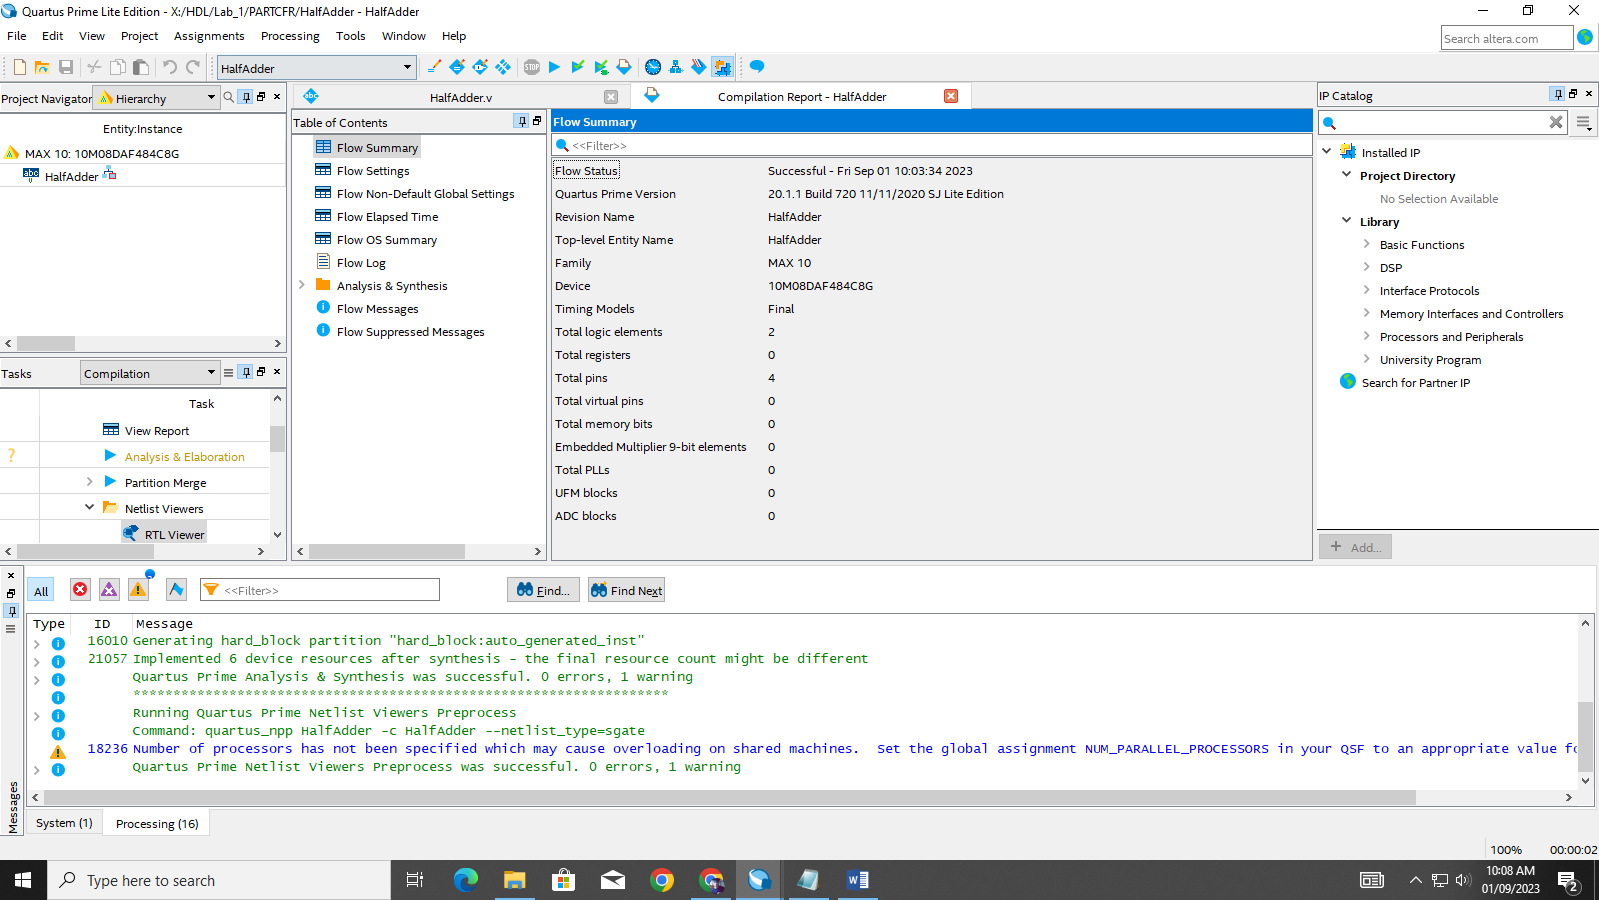 Quartus Prime Lite Edition - X:/HDL/Lab_1/PARTCFR/HalfAdder - HalfAdder
File Edit View Project Assignments Processing Tools Window Help
Search altera.com
HalfAdder
STOP
Project Navigator Hierarchy
Entity:Instance
MAX 10: 10M08DAF484C8G
abc HalfAdder
Tasks Compilation
Task
View Report
? Analysis & Elaboration
Partition Merge
Netlist Viewers
RTL Viewer
abc HalfAdder.v
Compilation Report - HalfAdder
Table of Contents
Flow Summary
Flow Settings
Flow Non-Default Global Settings
Flow Elapsed Time
Flow OS Summary
Flow Log
Analysis & Synthesis
Flow Messages
Flow Suppressed Messages
Flow Summary
<<Filter>>
Flow Status Successful - Fri Sep 01 10:03:34 2023
Quartus Prime Version 20.1.1 Build 720 11/11/2020 SJ Lite Edition
Revision Name HalfAdder
Top-level Entity Name HalfAdder
Family MAX 10
Device 10M08DAF484C8G
Timing Models Final
Total logic elements 2
Total registers 0
Total pins 4
Total virtual pins 0
Total memory bits 0
Embedded Multiplier 9-bit elements 0
Total PLLs 0
UFM blocks 0
ADC blocks 0
IP Catalog
Installed IP
Project Directory
No Selection Available
Library
Basic Functions
DSP
Interface Protocols
Memory Interfaces and Controllers
Processors and Peripherals
University Program
Search for Partner IP
+ Add...
All <<Filter>> Find... Find Next
Type ID Message
16010 Generating hard_block partition "hard_block:auto_generated_inst"
21057 Implemented 6 device resources after synthesis - the final resource count might be different
Quartus Prime Analysis & Synthesis was successful. 0 errors, 1 warning
*******************************************************************
Running Quartus Prime Netlist Viewers Preprocess
Command: quartus_npp HalfAdder -c HalfAdder --netlist_type=sgate
18236 Number of processors has not been specified which may cause overloading on shared machines. Set the global assignment NUM_PARALLEL_PROCESSORS in your QSF to an appropriate value fo
Quartus Prime Netlist Viewers Preprocess was successful. 0 errors, 1 warning
Messages
System (1) Processing (16)
100% 00:00:02
Type here to search
10:08 AM
01/09/2023
2